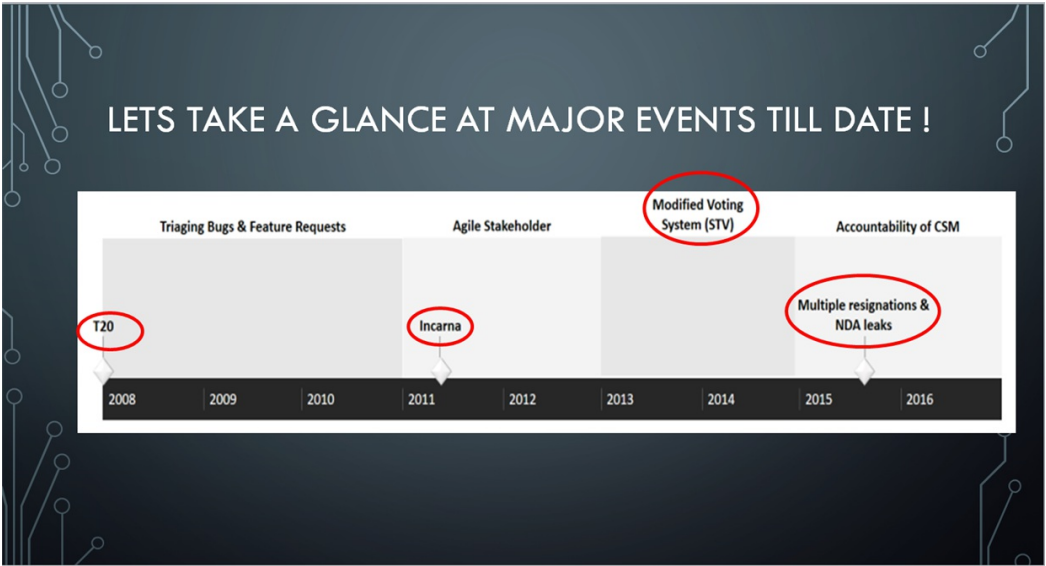 LETS TAKE A GLANCE AT MAJOR EVENTS TILL DATE !
Modified Voting
System (STV)
Triaging Bugs & Feature Requests
Agile Stakeholder
Accountability of CSM
Multiple resignations &
NDA leaks
T20
Incarna
2008 2009 2010 2011 2012 2013 2014 2015 2016